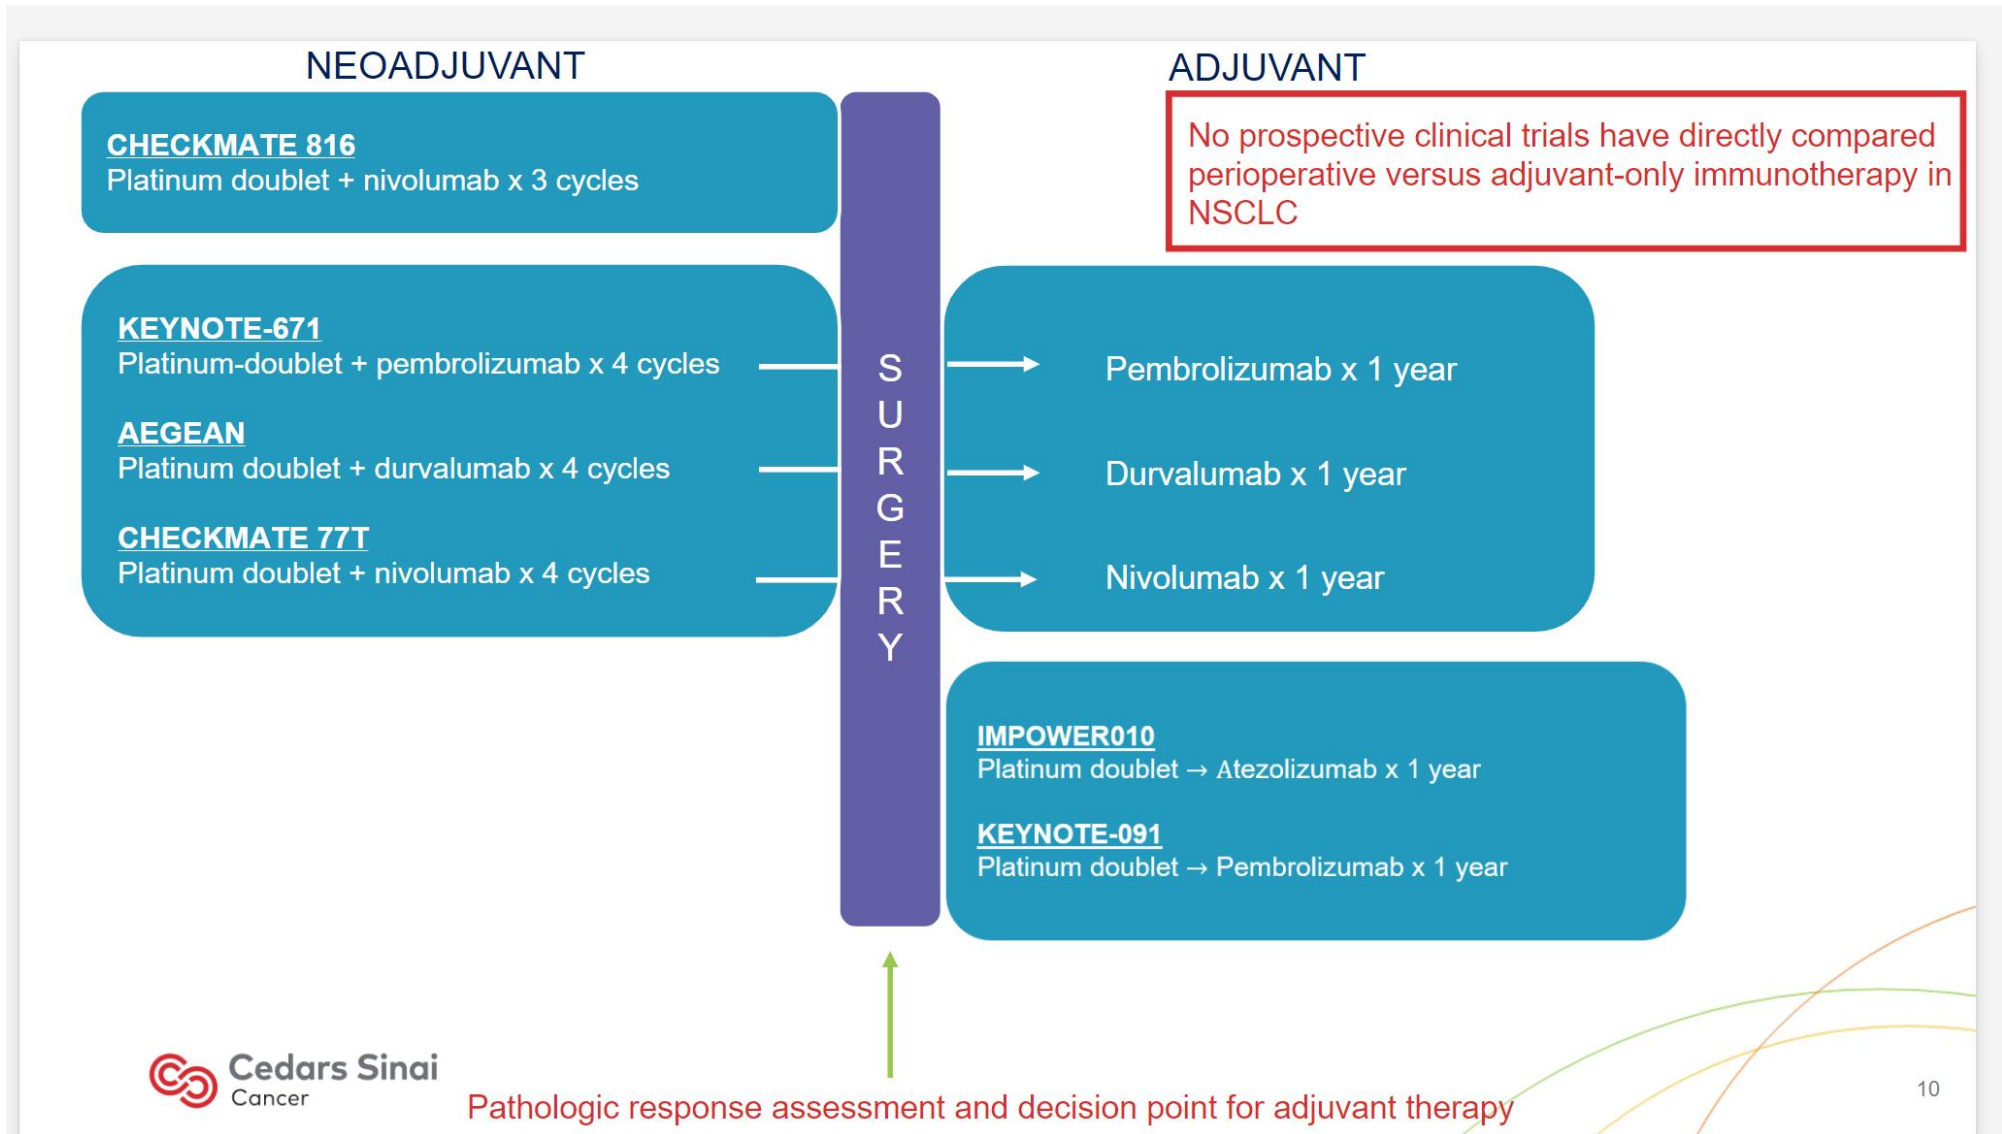 NEOADJUVANT
ADJUVANT
CHECKMATE 816
Platinum doublet + nivolumab x 3 cycles
No prospective clinical trials have directly compared
perioperative versus adjuvant-only immunotherapy in
NSCLC
KEYNOTE-671
Platinum-doublet + pembrolizumab x 4 cycles
AEGEAN
Platinum doublet + durvalumab x 4 cycles
CHECKMATE 77T
Platinum doublet + nivolumab x 4 cycles
S
U
R
G
E
R
Y
Pembrolizumab x 1 year
Durvalumab x 1 year
Nivolumab x 1 year
IMPOWER010
Platinum doublet → Atezolizumab x 1 year
KEYNOTE-091
Platinum doublet → Pembrolizumab x 1 year
Cedars Sinai
Cancer
Pathologic response assessment and decision point for adjuvant therapy
10